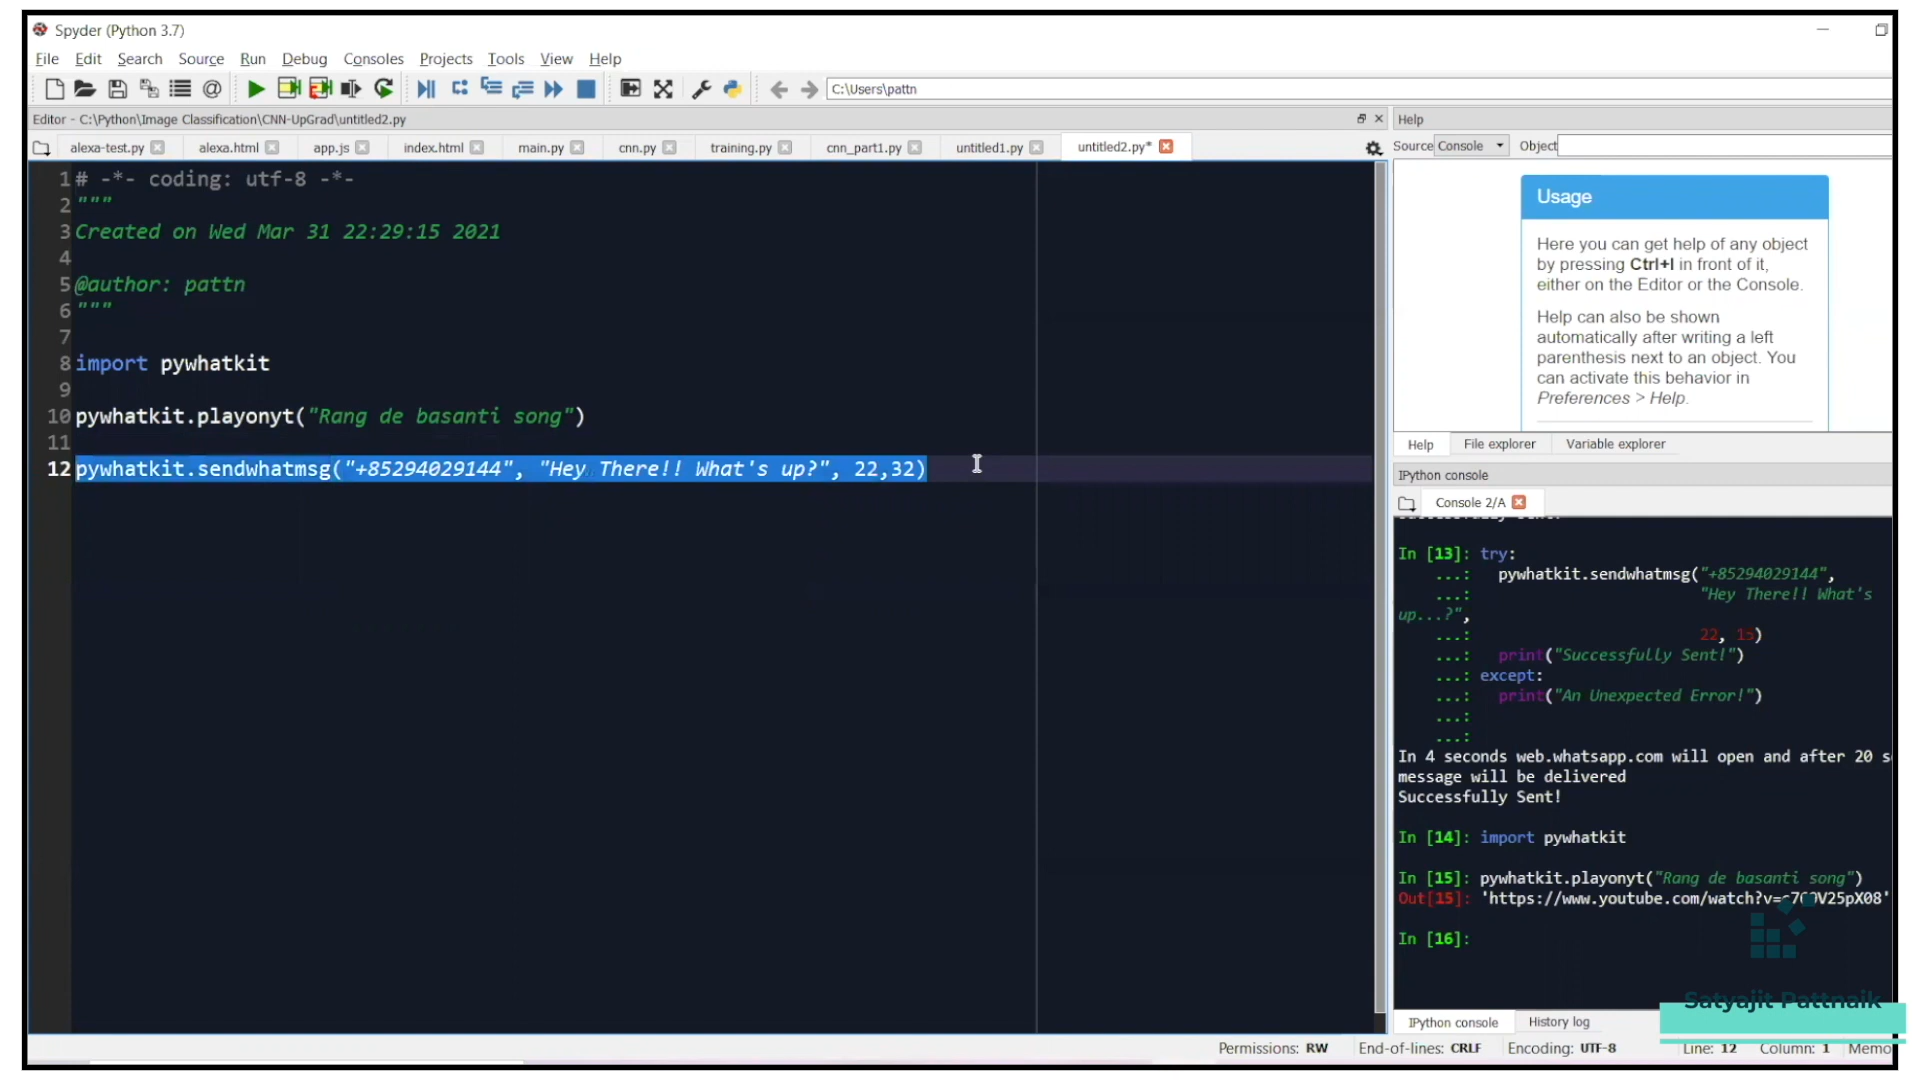 Spyder (Python 3.7)
File Edit Search Source Run Debug Consoles Projects Tools View Help
C:\Users\pattn
Editor - C:\Python\Image Classification\CNN-UpGrad\untitled2.py
alexa-test.py alexa.html app.js index.html main.py cnn.py training.py cnn_part1.py untitled1.py untitled2.py*
1 # -*- coding: utf-8 -*-
2 """
3 Created on Wed Mar 31 22:29:15 2021
4
5 @author: pattn
6 """
7
8 import pywhatkit
9
10 pywhatkit.playonyt("Rang de basanti song")
11
12 pywhatkit.sendwhatmsg("+85294029144", "Hey There!! What's up?", 22,32)
Help
Source Console Object
Usage
Here you can get help of any object
by pressing Ctrl+I in front of it,
either on the Editor or the Console.
Help can also be shown
automatically after writing a left
parenthesis next to an object. You
can activate this behavior in
Preferences > Help.
Help File explorer Variable explorer
IPython console
Console 2/A
In [13]: try:
...: pywhatkit.sendwhatmsg("+85294029144",
...: "Hey There!! What's
up...?",
...: 22, 15)
...: print("Successfully Sent!")
...: except:
...: print("An Unexpected Error!")
...:
...:
In 4 seconds web.whatsapp.com will open and after 20 s
message will be delivered
Successfully Sent!
In [14]: import pywhatkit
In [15]: pywhatkit.playonyt("Rang de basanti song")
Out[15]:
In [16]:
Satyajit Pattnaik
IPython console History log
Permissions: RW End-of-lines: CRLF Encoding: UTF-8 Line: 12 Column: 1 Memo